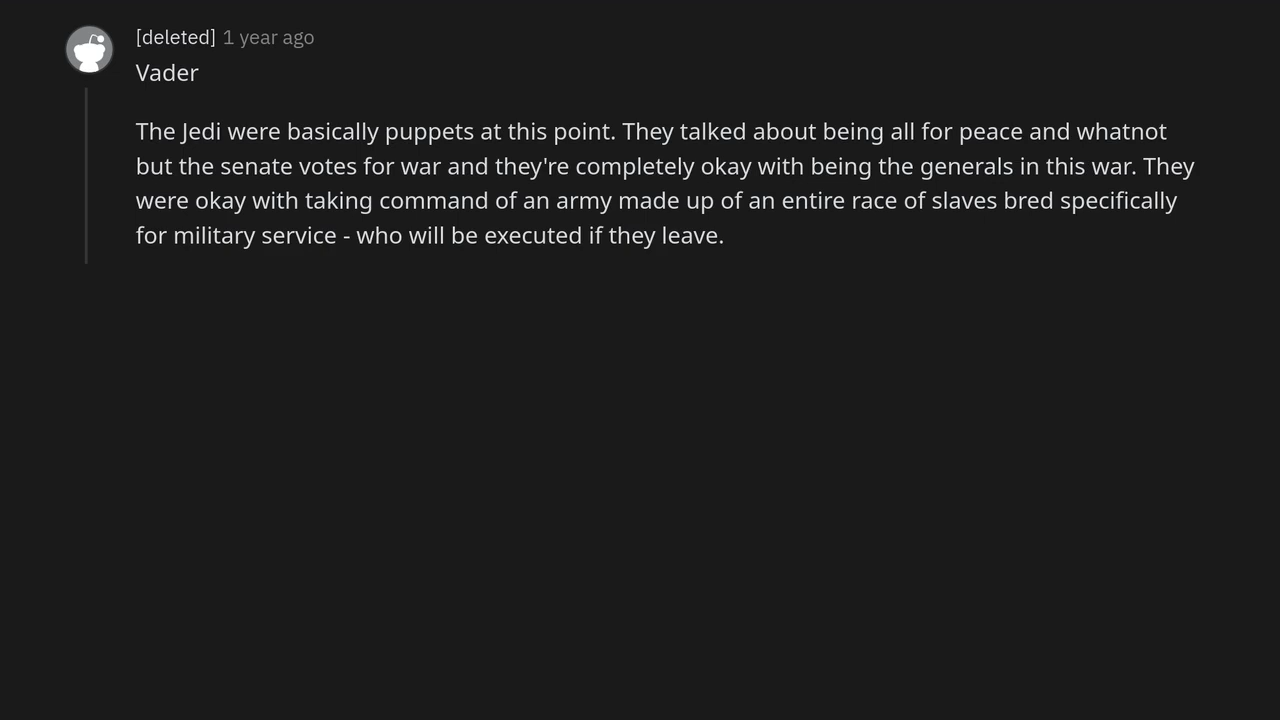 [deleted] 1 year ago
Vader
The Jedi were basically puppets at this point. They talked about being all for peace and whatnot
but the senate votes for war and they're completely okay with being the generals in this war. They
were okay with taking command of an army made up of an entire race of slaves bred specifically
for military service - who will be executed if they leave.